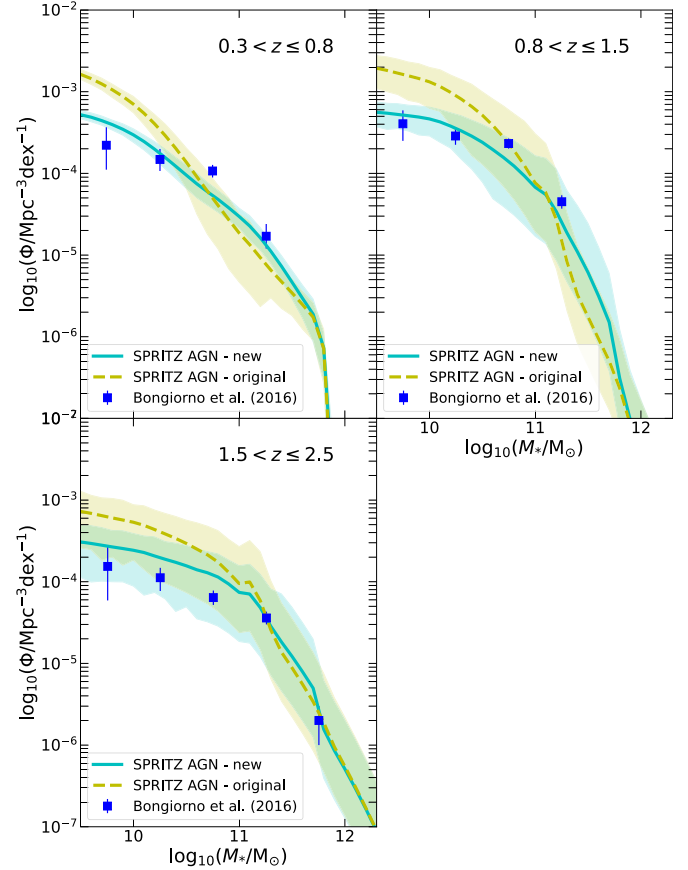 0.3 < z ≤ 0.8
0.8 < z ≤ 1.5
10⁻²
10⁻³
10⁻⁴
10⁻⁵
10⁻⁶
log₁₀(Φ/Mpc⁻³dex⁻¹)
log₁₀(Φ/Mpc⁻³dex⁻¹)
SPRITZ AGN - new
SPRITZ AGN - original
Bongiorno et al. (2016)
SPRITZ AGN - new
SPRITZ AGN - original
Bongiorno et al. (2016)
10 11 12
log₁₀(M*/M☉)
1.5 < z ≤ 2.5
10⁻²
10⁻³
10⁻⁴
10⁻⁵
10⁻⁶
10⁻⁷
log₁₀(Φ/Mpc⁻³dex⁻¹)
SPRITZ AGN - new
SPRITZ AGN - original
Bongiorno et al. (2016)
10 11 12
log₁₀(M*/M☉)